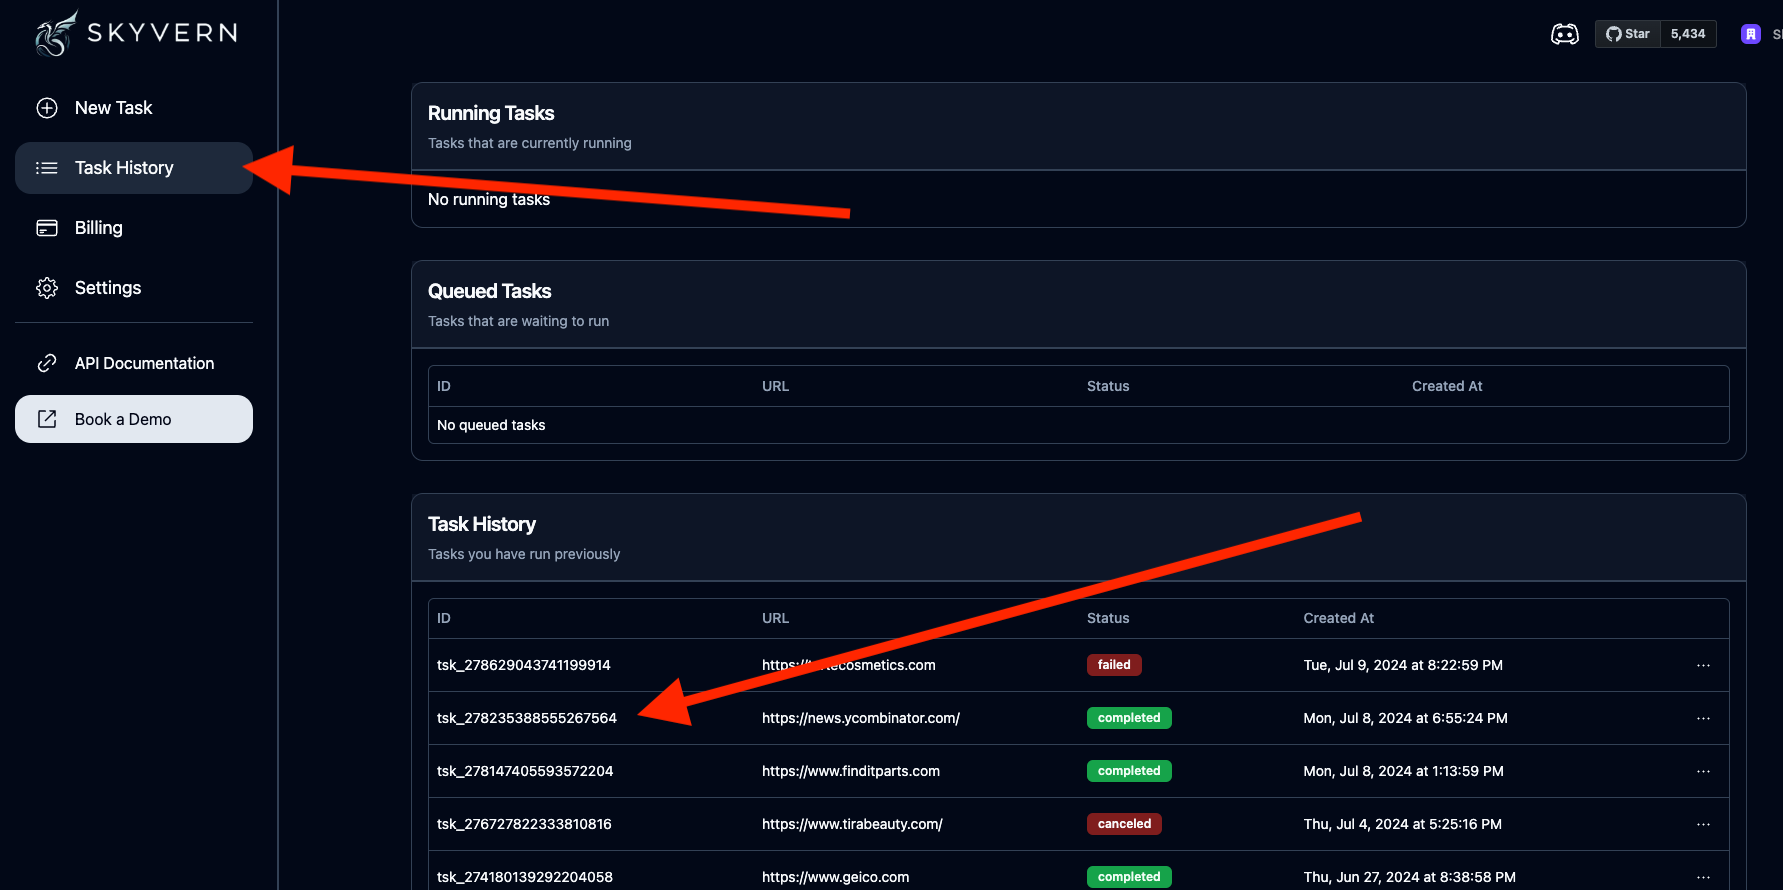 SKYVERN
Star 5,434
New Task
Task History
Billing
Settings
API Documentation
Book a Demo
Running Tasks
Tasks that are currently running
No running tasks
Queued Tasks
Tasks that are waiting to run
ID URL Status Created At
No queued tasks
Task History
Tasks you have run previously
ID URL Status Created At
tsk_278629043741199914 failed Tue, Jul 9, 2024 at 8:22:59 PM ...
tsk_278235388555267564 https://news.ycombinator.com/ completed Mon, Jul 8, 2024 at 6:55:24 PM ...
tsk_278147405593572204 https://www.finditparts.com completed Mon, Jul 8, 2024 at 1:13:59 PM ...
tsk_276727822333810816 https://www.tirabeauty.com/ canceled Thu, Jul 4, 2024 at 5:25:16 PM ...
tsk_274180139292204058 https://www.geico.com completed Thu, Jun 27, 2024 at 8:38:58 PM ...